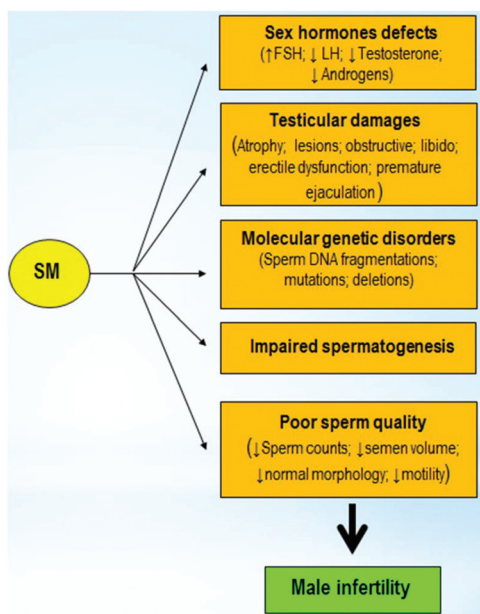 Sex hormones defects
(↑FSH; ↓ LH; ↓ Testosterone;
↓ Androgens)
Testicular damages
(Atrophy; lesions; obstructive; libido;
erectile dysfunction; premature
ejaculation)
SM
Molecular genetic disorders
(Sperm DNA fragmentations;
mutations; deletions)
Impaired spermatogenesis
Poor sperm quality
(↓Sperm counts; ↓semen volume;
↓normal morphology; ↓motility)
Male infertility